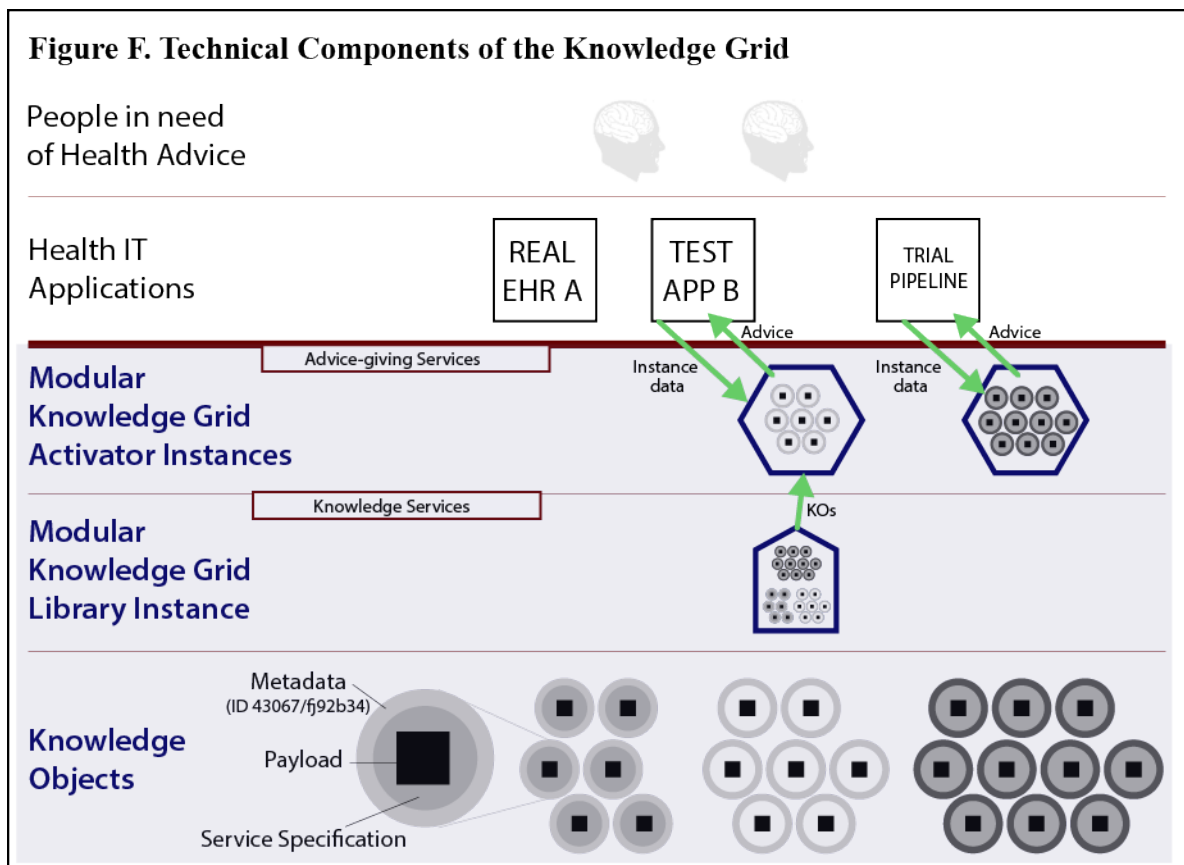 Figure F. Technical Components of the Knowledge Grid
People in need
of Health Advice
Health IT
Applications
REAL
EHR A
TEST
APP B
TRIAL
PIPELINE
Advice
Advice
Advice-giving Services
Instance
data
Instance
data
Modular
Knowledge Grid
Activator Instances
Knowledge Services
KOs
Modular
Knowledge Grid
Library Instance
Metadata
(ID 43067/fj92b34)
Payload
Service Specification
Knowledge
Objects